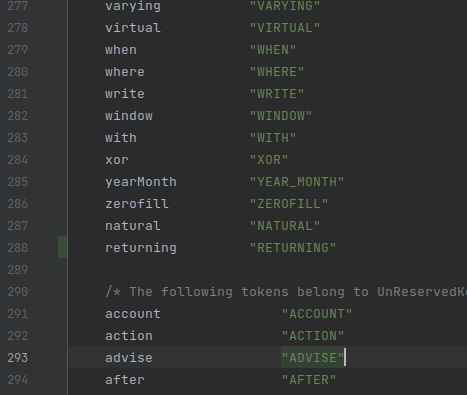 277 varying "VARYING"
278 virtual "VIRTUAL"
279 when "WHEN"
280 where "WHERE"
281 write "WRITE"
282 window "WINDOW"
283 with "WITH"
284 xor "XOR"
285 yearMonth "YEAR_MONTH"
286 zerofill "ZEROFILL"
287 natural "NATURAL"
288 returning "RETURNING"
289
290 /* The following tokens belong to UnReservedKe
291 account "ACCOUNT"
292 action "ACTION"
293 advise "ADVISE"
294 after "AFTER"